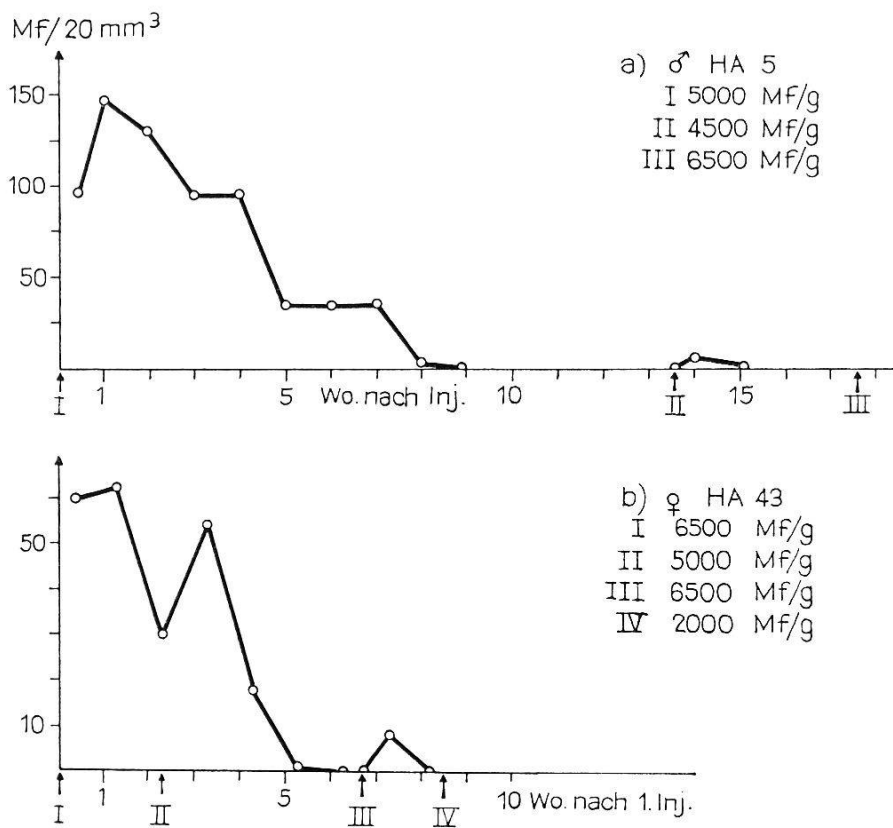 Mf/20 mm³
a) ♂ HA 5
I 5000 Mf/g
II 4500 Mf/g
III 6500 Mf/g
150
100
50
1 5 Wo. nach Inj. 10 15
I II III
b) ♀ HA 43
I 6500 Mf/g
II 5000 Mf/g
III 6500 Mf/g
IV 2000 Mf/g
50
10
1 5 10 Wo. nach 1. Inj.
I II III IV